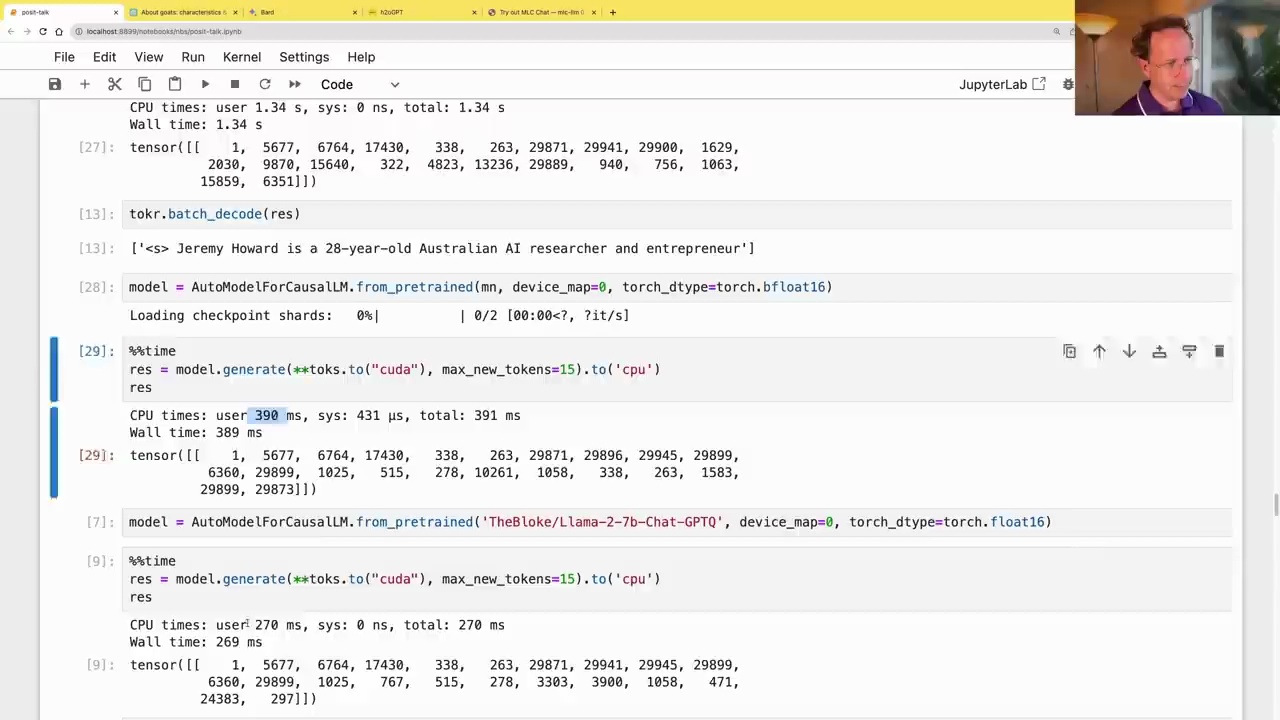 posit-talk
About goats: characteristics &
Bard
h2oGPT
Try out MLC Chat — mlc-llm
localhost:8899/notebooks/nbs/posit-talk.ipynb
File Edit View Run Kernel Settings Help
Code
JupyterLab
CPU times: user 1.34 s, sys: 0 ns, total: 1.34 s
Wall time: 1.34 s
[27]: tensor([[ 1, 5677, 6764, 17430, 338, 263, 29871, 29941, 29900, 1629,
2030, 9870, 15640, 322, 4823, 13236, 29889, 940, 756, 1063,
15859, 6351]])
[13]: tokr.batch_decode(res)
[13]: ['<s> Jeremy Howard is a 28-year-old Australian AI researcher and entrepreneur']
[28]: model = AutoModelForCausalLM.from_pretrained(mn, device_map=0, torch_dtype=torch.bfloat16)
Loading checkpoint shards: 0%| | 0/2 [00:00<?, ?it/s]
[29]: %%time
res = model.generate(**toks.to("cuda"), max_new_tokens=15).to('cpu')
res
CPU times: user 390 ms, sys: 431 µs, total: 391 ms
Wall time: 389 ms
[29]: tensor([[ 1, 5677, 6764, 17430, 338, 263, 29871, 29896, 29945, 29899,
6360, 29899, 1025, 515, 278, 10261, 1058, 338, 263, 1583,
29899, 29873]])
[7]: model = AutoModelForCausalLM.from_pretrained('TheBloke/Llama-2-7b-Chat-GPTQ', device_map=0, torch_dtype=torch.float16)
[9]: %%time
res = model.generate(**toks.to("cuda"), max_new_tokens=15).to('cpu')
res
CPU times: user 270 ms, sys: 0 ns, total: 270 ms
Wall time: 269 ms
[9]: tensor([[ 1, 5677, 6764, 17430, 338, 263, 29871, 29941, 29945, 29899,
6360, 29899, 1025, 767, 515, 278, 3303, 3900, 1058, 471,
24383, 297]])